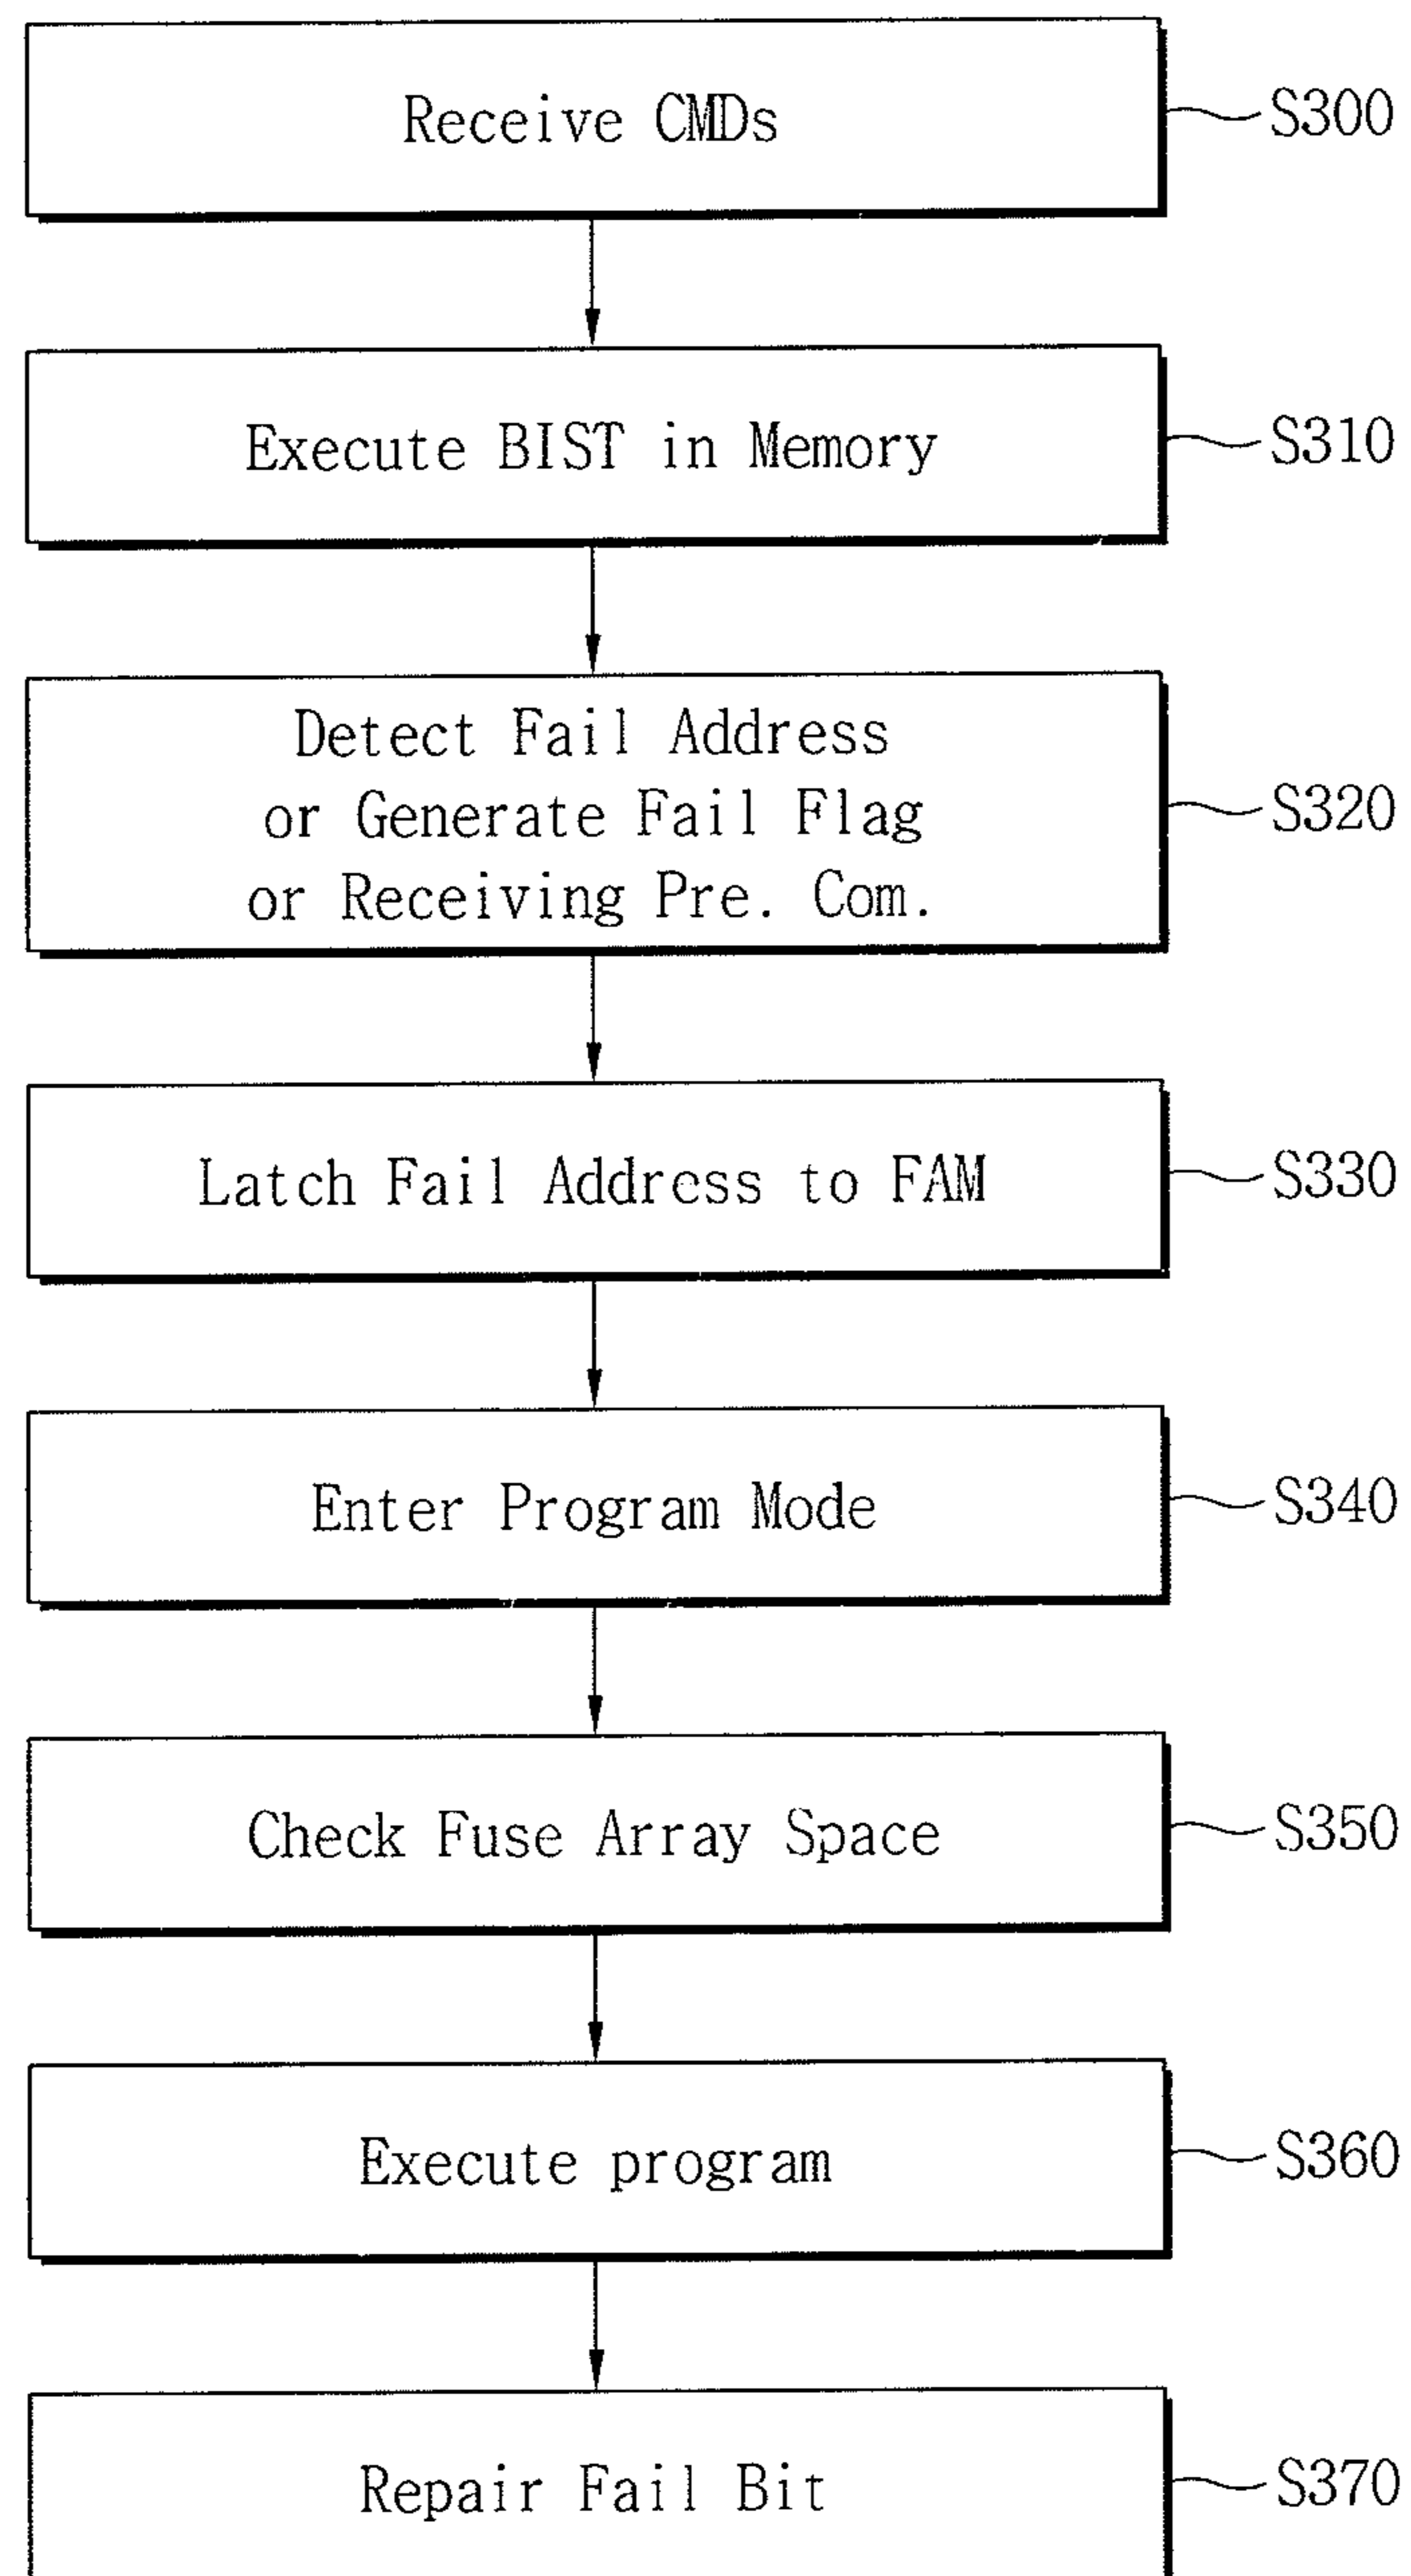 Receive CMDs
S300
Execute BIST in Memory
S310
Detect Fail Address
or Generate Fail Flag
or Receiving Pre. Com.
S320
Latch Fail Address to FAM
S330
Enter Program Mode
S340
Check Fuse Array Space
S350
Execute program
S360
Repair Fail Bit
S370